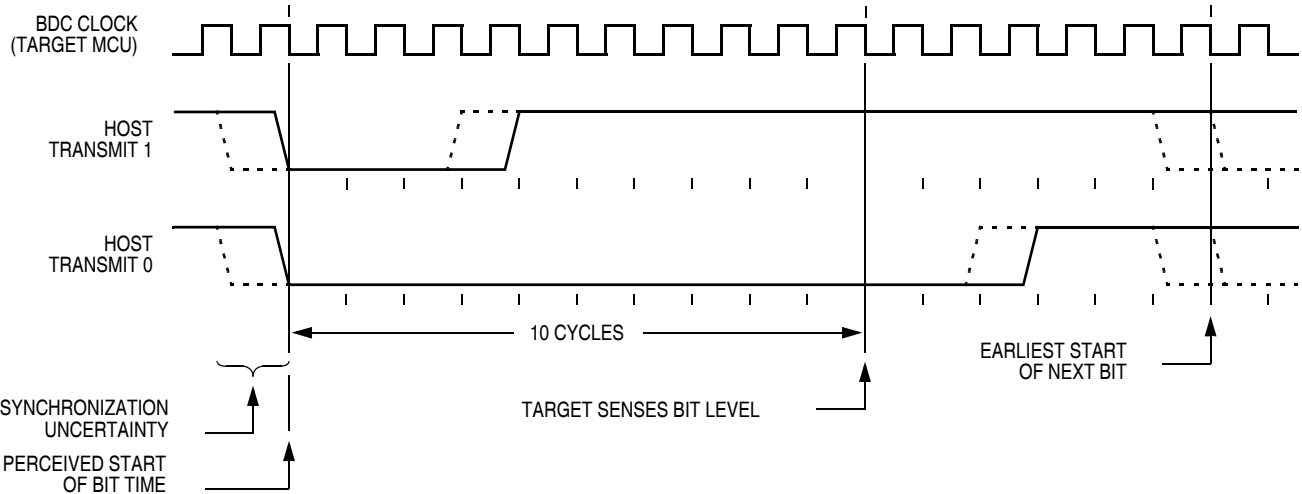 BDC CLOCK
(TARGET MCU)
HOST
TRANSMIT 1
HOST
TRANSMIT 0
10 CYCLES
EARLIEST START
OF NEXT BIT
SYNCHRONIZATION
UNCERTAINTY
TARGET SENSES BIT LEVEL
PERCEIVED START
OF BIT TIME